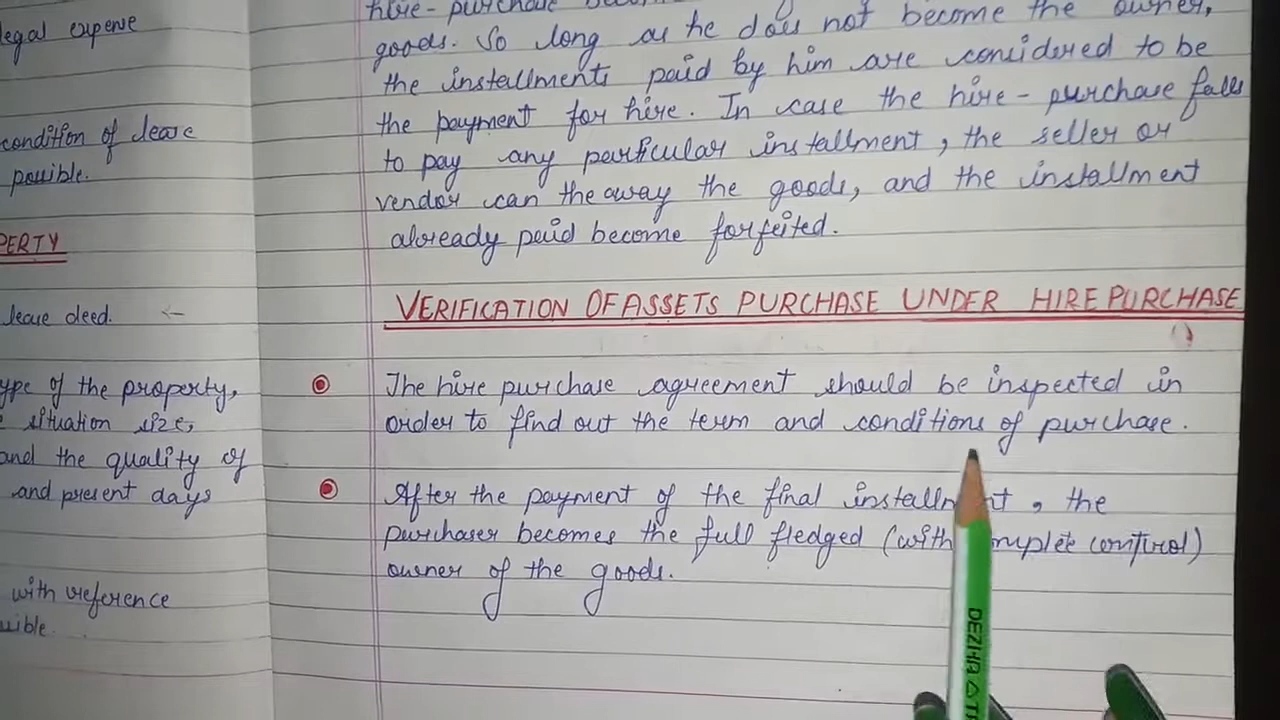 legal expense
condition of lease
possible.
PERTY
lease deed.
ype of the property,
situation size,
and the quality of
and present days
with reference
sible.
hire - purchase
goods. So long as he does not become the owner,
the installments paid by him are considered to be
the payment for hire. In case the hire - purchase fails
to pay any particular installment, the seller or
vendor can the away the goods, and the installment
already paid become forfeited.
VERIFICATION OF ASSETS PURCHASE UNDER HIRE PURCHASE
The hire purchase agreement should be inspected in
order to find out the term and conditions of purchase.
After the payment of the final installment, the
purchaser becomes the full fledged (with complete control)
owner of the goods.